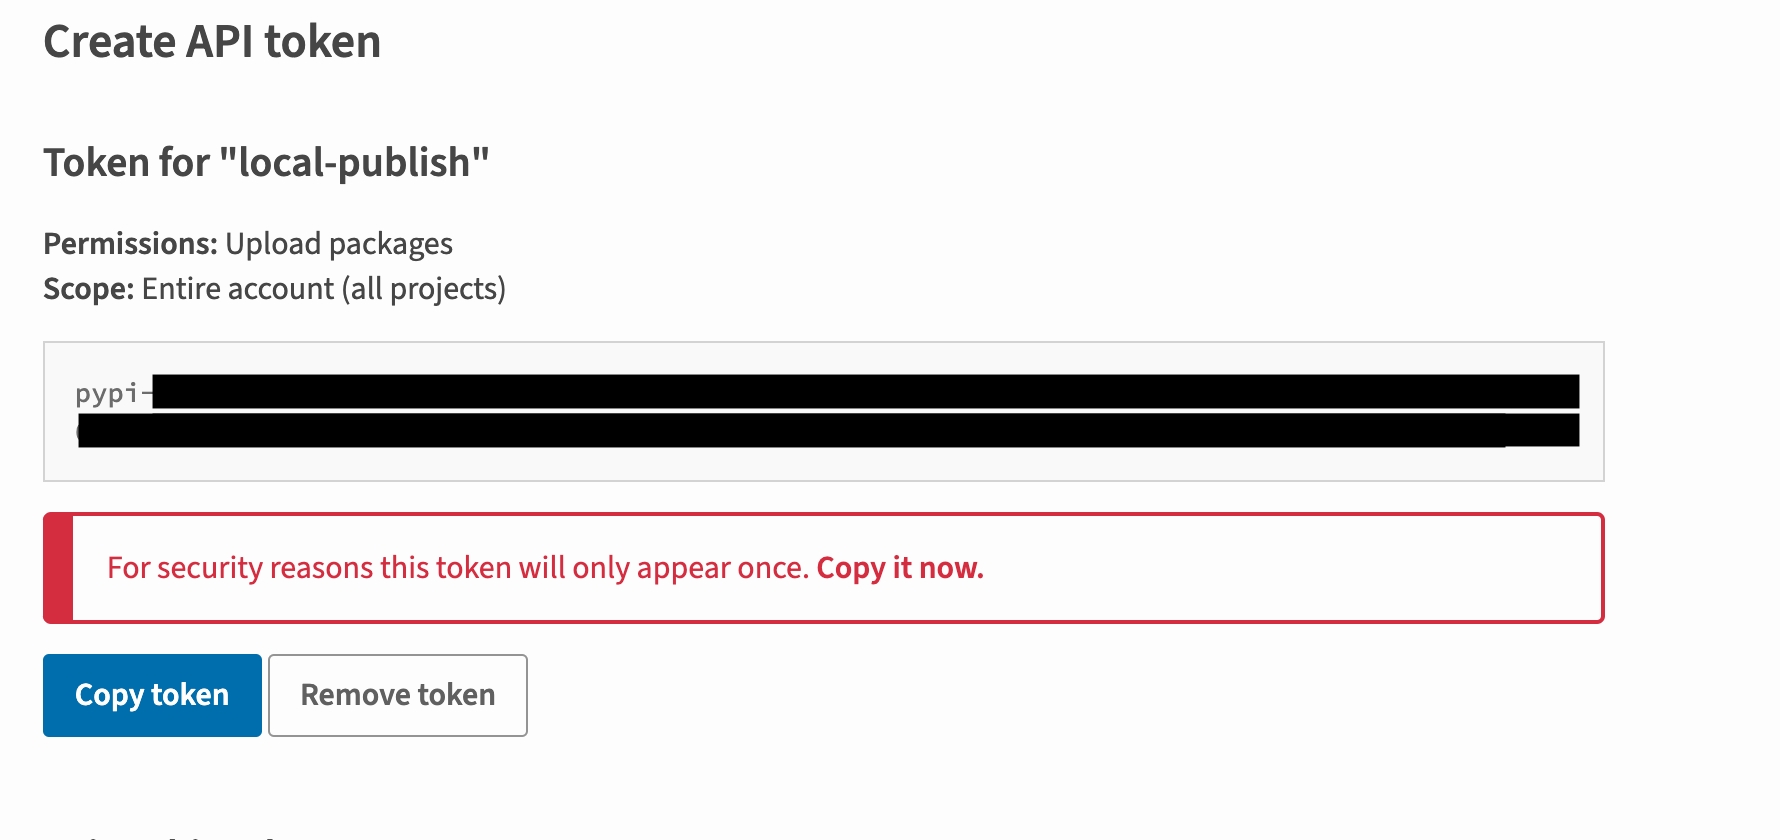 Create API token
Token for "local-publish"
Permissions: Upload packages
Scope: Entire account (all projects)
pypi-
For security reasons this token will only appear once. Copy it now.
Copy token
Remove token